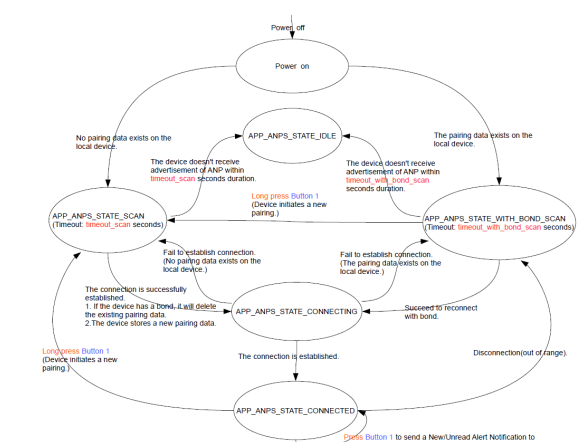 Power off
Power on
No pairing data exists on the
local device.
APP_ANPS_STATE_IDLE
The pairing data exists on the
local device.
The device doesn't receive
advertisement of ANP within
timeout_scan seconds duration.
The device doesn't receive
advertisement of ANP within
timeout_with_bond_scan
seconds duration.
Long press Button 1
(Device initiates a new
pairing.)
APP_ANPS_STATE_SCAN
(Timeout: timeout_scan seconds)
APP_ANPS_STATE_WITH_BOND_SCAN
(Timeout: timeout_with_bond_scan seconds)
Fail to establish connection.
(No pairing data exists on the
local device.)
Fail to establish connection.
(The pairing data exists on the
local device.)
The connection is successfully
established.
1. If the device has a bond, it will delete
the existing pairing data.
2.The device stores a new pairing data.
APP_ANPS_STATE_CONNECTING
Succeed to reconnect
with bond.
Long press Button 1
(Device initiates a new
pairing.)
The connection is established.
Disconnection(out of range).
APP_ANPS_STATE_CONNECTED
Press Button 1 to send a New/Unread Alert Notification to